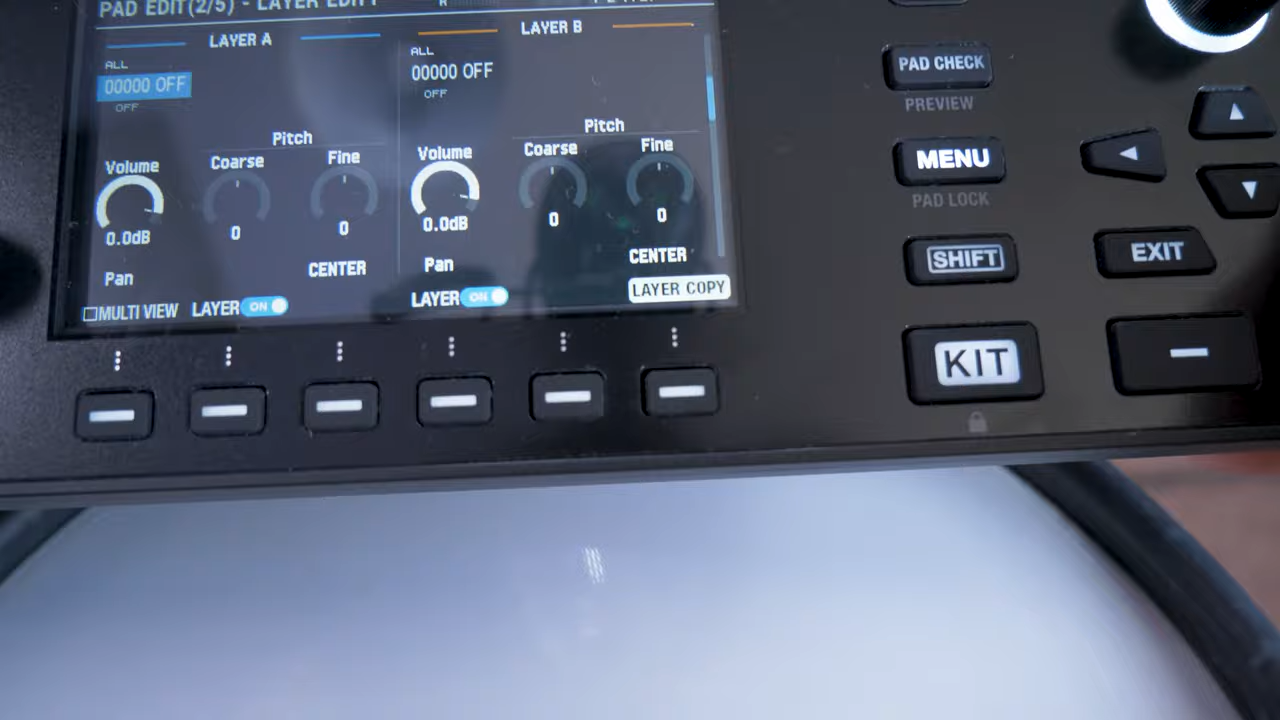 PAD EDIT(2/5) - LAYER EDIT1
LAYER A
LAYER B
ALL
00000 OFF
OFF
ALL
00000 OFF
OFF
Pitch
Volume
Coarse
Fine
0.0dB
0
0
Pitch
Volume
Coarse
Fine
0.0dB
0
0
Pan
CENTER
Pan
CENTER
MULTI VIEW
LAYER ON
LAYER ON
LAYER COPY
PAD CHECK
PREVIEW
MENU
PAD LOCK
SHIFT
EXIT
KIT